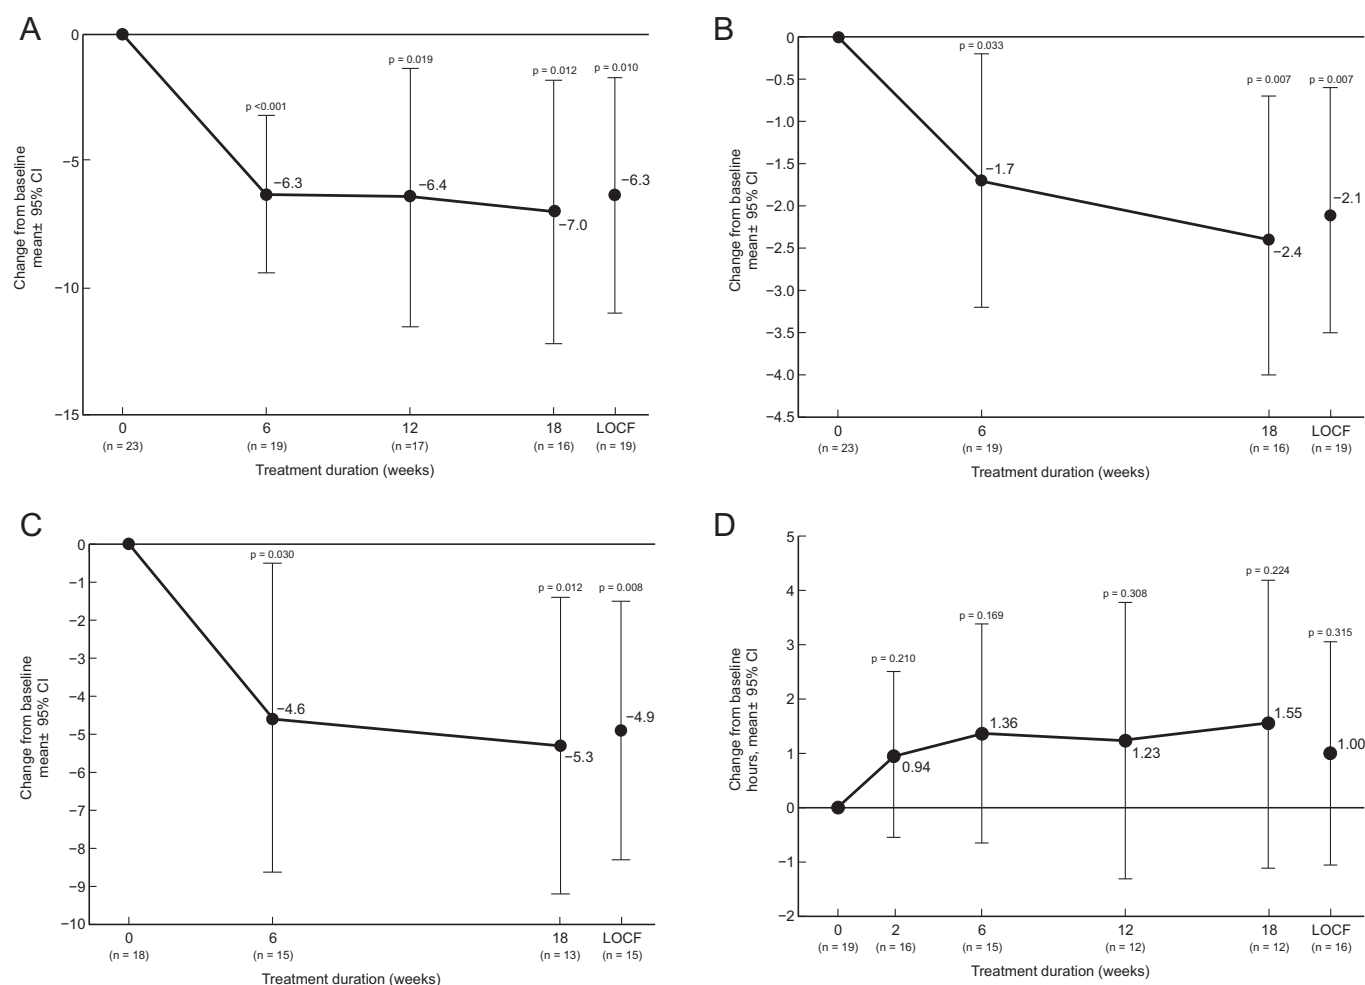 A
Change from baseline
mean± 95% CI
0
−5
−10
−15
p <0.001
p = 0.019
p = 0.012
p = 0.010
−6.3
−6.4
−7.0
−6.3
0 6 12 18 LOCF
(n = 23) (n = 19) (n =17) (n = 16) (n = 19)
Treatment duration (weeks)
B
Change from baseline
mean± 95% CI
0
−0.5
−1.0
−1.5
−2.0
−2.5
−3.0
−3.5
−4.0
−4.5
p = 0.033
p = 0.007
p = 0.007
−1.7
−2.4
−2.1
0 6 18 LOCF
(n = 23) (n = 19) (n = 16) (n = 19)
Treatment duration (weeks)
C
Change from baseline
mean± 95% CI
0
−1
−2
−3
−4
−5
−6
−7
−8
−9
−10
p = 0.030
p = 0.012
p = 0.008
−4.6
−5.3
−4.9
0 6 18 LOCF
(n = 18) (n = 15) (n = 13) (n = 15)
Treatment duration (weeks)
D
Change from baseline
hours, mean± 95% CI
5
4
3
2
1
0
−1
−2
p = 0.210
p = 0.169
p = 0.308
p = 0.224
p = 0.315
0.94
1.36
1.23
1.55
1.00
0 2 6 12 18 LOCF
(n = 19) (n = 16) (n = 15) (n = 12) (n = 12) (n = 16)
Treatment duration (weeks)